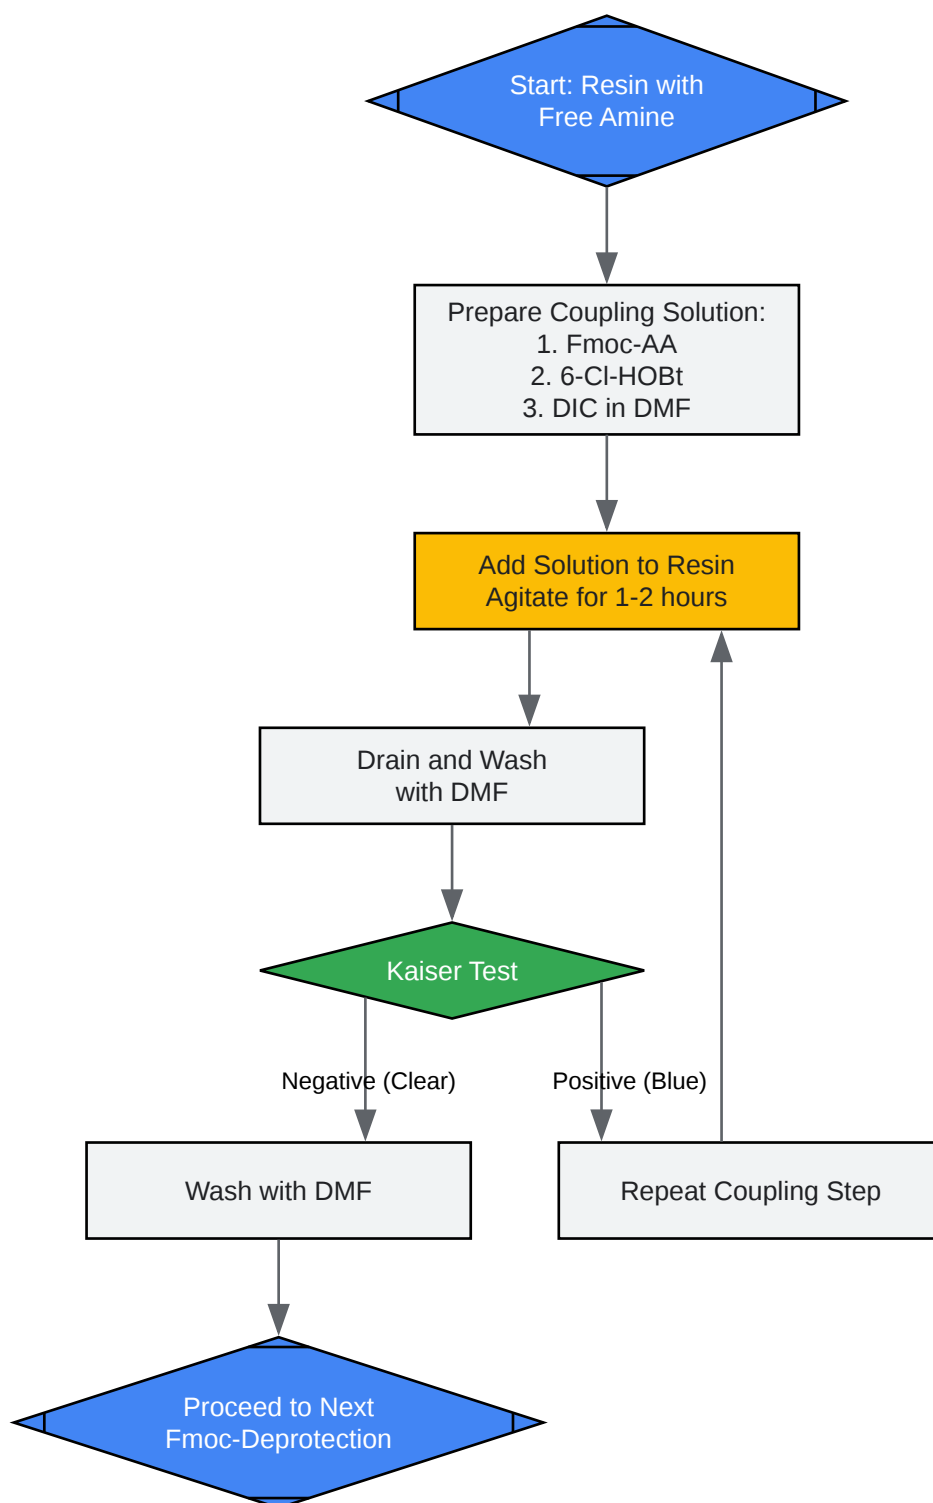 Start: Resin with
Free Amine
Prepare Coupling Solution:
1. Fmoc-AA
2. 6-Cl-HOBt
3. DIC in DMF
Add Solution to Resin
Agitate for 1-2 hours
Drain and Wash
with DMF
Kaiser Test
Negative (Clear)
Positive (Blue)
Wash with DMF
Repeat Coupling Step
Proceed to Next
Fmoc-Deprotection